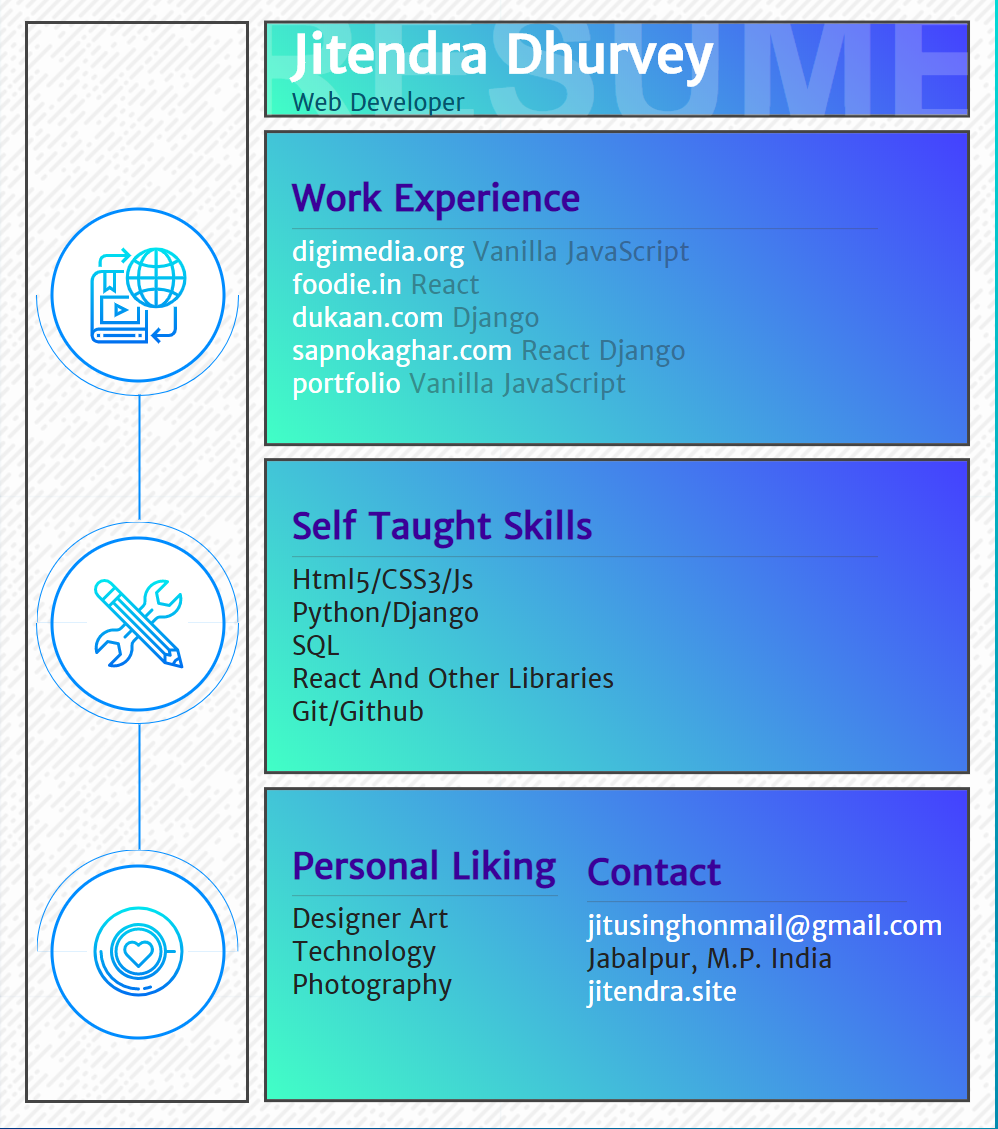 RESUME
Jitendra Dhurvey
Web Developer
Work Experience
digimedia.org Vanilla JavaScript
foodie.in React
dukaan.com Django
sapnokaghar.com React Django
portfolio Vanilla JavaScript
Self Taught Skills
Html5/CSS3/Js
Python/Django
SQL
React And Other Libraries
Git/Github
Personal Liking
Designer Art
Technology
Photography
Contact
jitusinghonmail@gmail.com
Jabalpur, M.P. India
jitendra.site